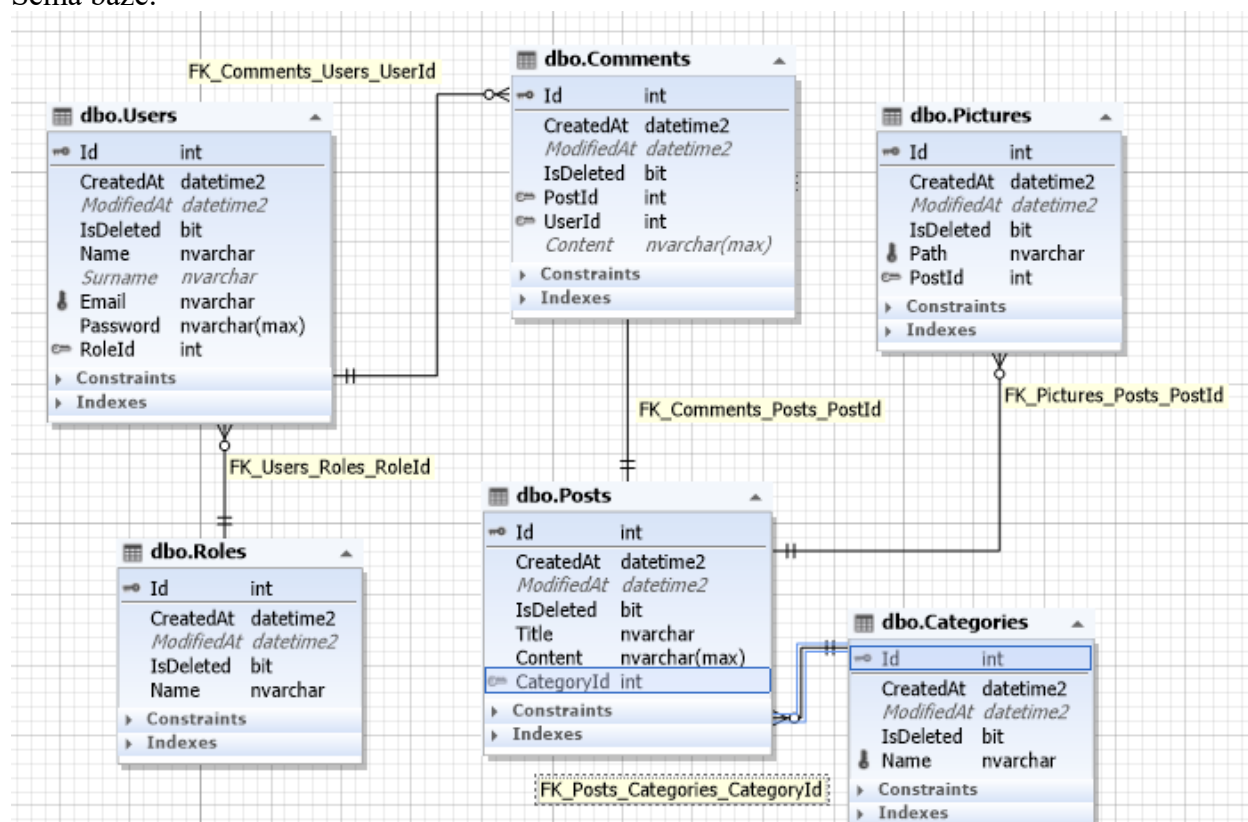 Šema baze:
FK_Comments_Users_UserId
dbo.Users
Id int
CreatedAt datetime2
ModifiedAt datetime2
IsDeleted bit
Name nvarchar
Surname nvarchar
Email nvarchar
Password nvarchar(max)
RoleId int
Constraints
Indexes
dbo.Comments
Id int
CreatedAt datetime2
ModifiedAt datetime2
IsDeleted bit
PostId int
UserId int
Content nvarchar(max)
Constraints
Indexes
dbo.Pictures
Id int
CreatedAt datetime2
ModifiedAt datetime2
IsDeleted bit
Path nvarchar
PostId int
Constraints
Indexes
FK_Comments_Posts_PostId
FK_Pictures_Posts_PostId
FK_Users_Roles_RoleId
dbo.Roles
Id int
CreatedAt datetime2
ModifiedAt datetime2
IsDeleted bit
Name nvarchar
Constraints
Indexes
dbo.Posts
Id int
CreatedAt datetime2
ModifiedAt datetime2
IsDeleted bit
Title nvarchar
Content nvarchar(max)
CategoryId int
Constraints
Indexes
dbo.Categories
Id int
CreatedAt datetime2
ModifiedAt datetime2
IsDeleted bit
Name nvarchar
Constraints
Indexes
FK_Posts_Categories_CategoryId